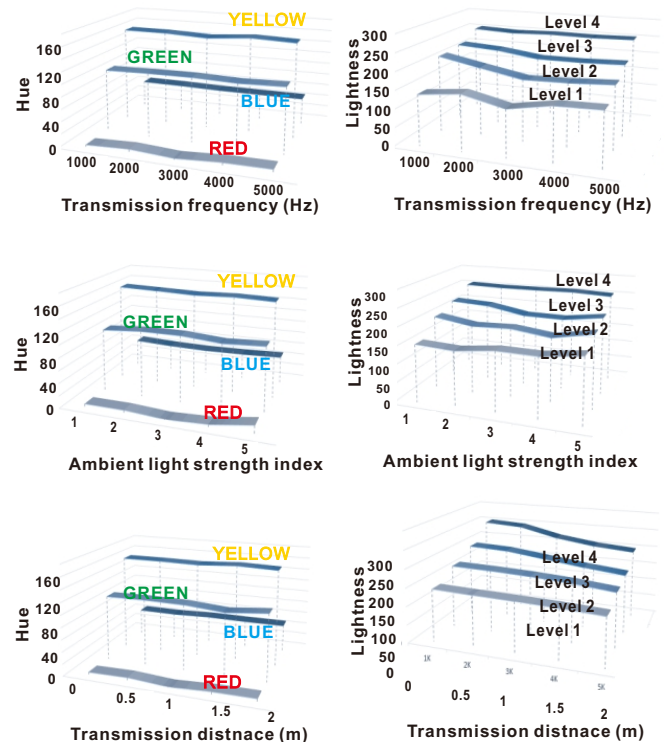 YELLOW
GREEN
BLUE
RED
Hue
160
120
80
40
0
1000
2000
3000
4000
5000
Transmission frequency (Hz)
Level 4
Level 3
Level 2
Level 1
Lightness
300
250
200
150
100
50
0
1000
2000
3000
4000
5000
Transmission frequency (Hz)
YELLOW
GREEN
BLUE
RED
Hue
160
120
80
40
0
1
2
3
4
5
Ambient light strength index
Level 4
Level 3
Level 2
Level 1
Lightness
300
250
200
150
100
50
0
1
2
3
4
5
Ambient light strength index
YELLOW
GREEN
BLUE
RED
Hue
160
120
80
40
0
0
0.5
1
1.5
2
Transmission distnace (m)
Level 4
Level 3
Level 2
Level 1
Lightness
300
250
200
150
100
50
0
1K
2K
3K
4K
5K
0
0.5
1
1.5
2
Transmission distnace (m)